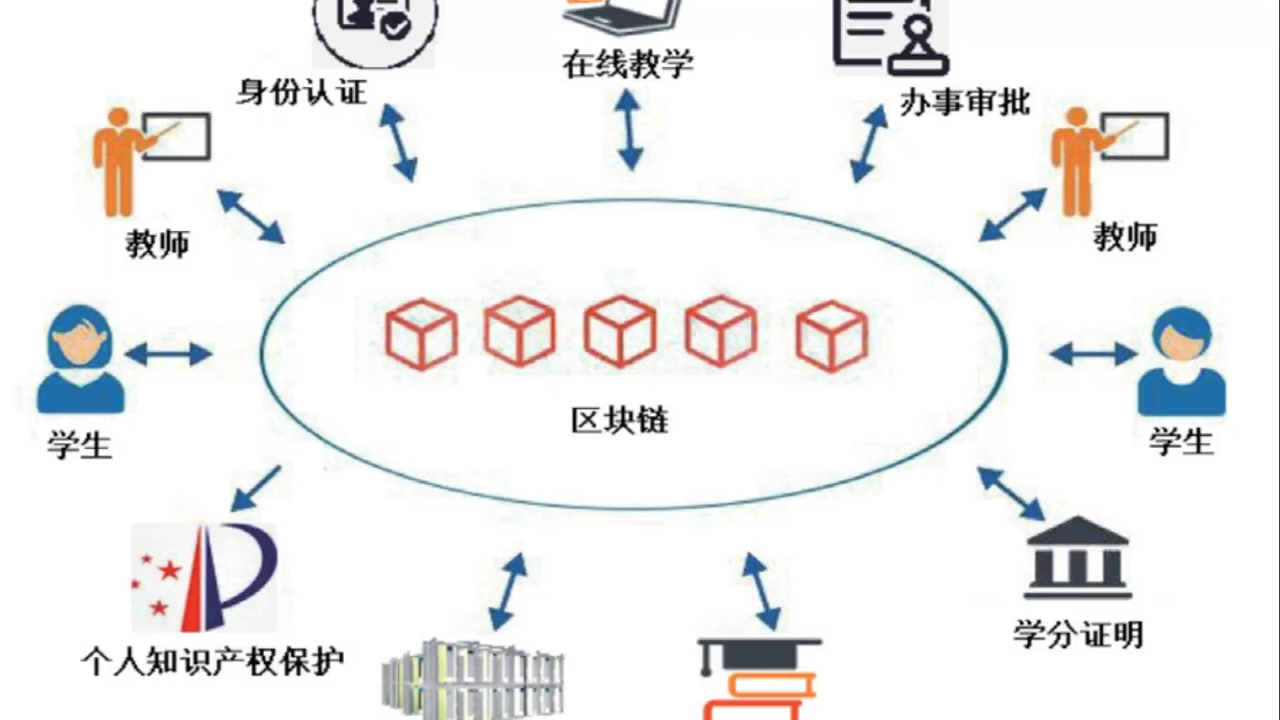 在线教学
身份认证
办事审批
教师
教师
区块链
学生
学生
学分证明
个人知识产权保护